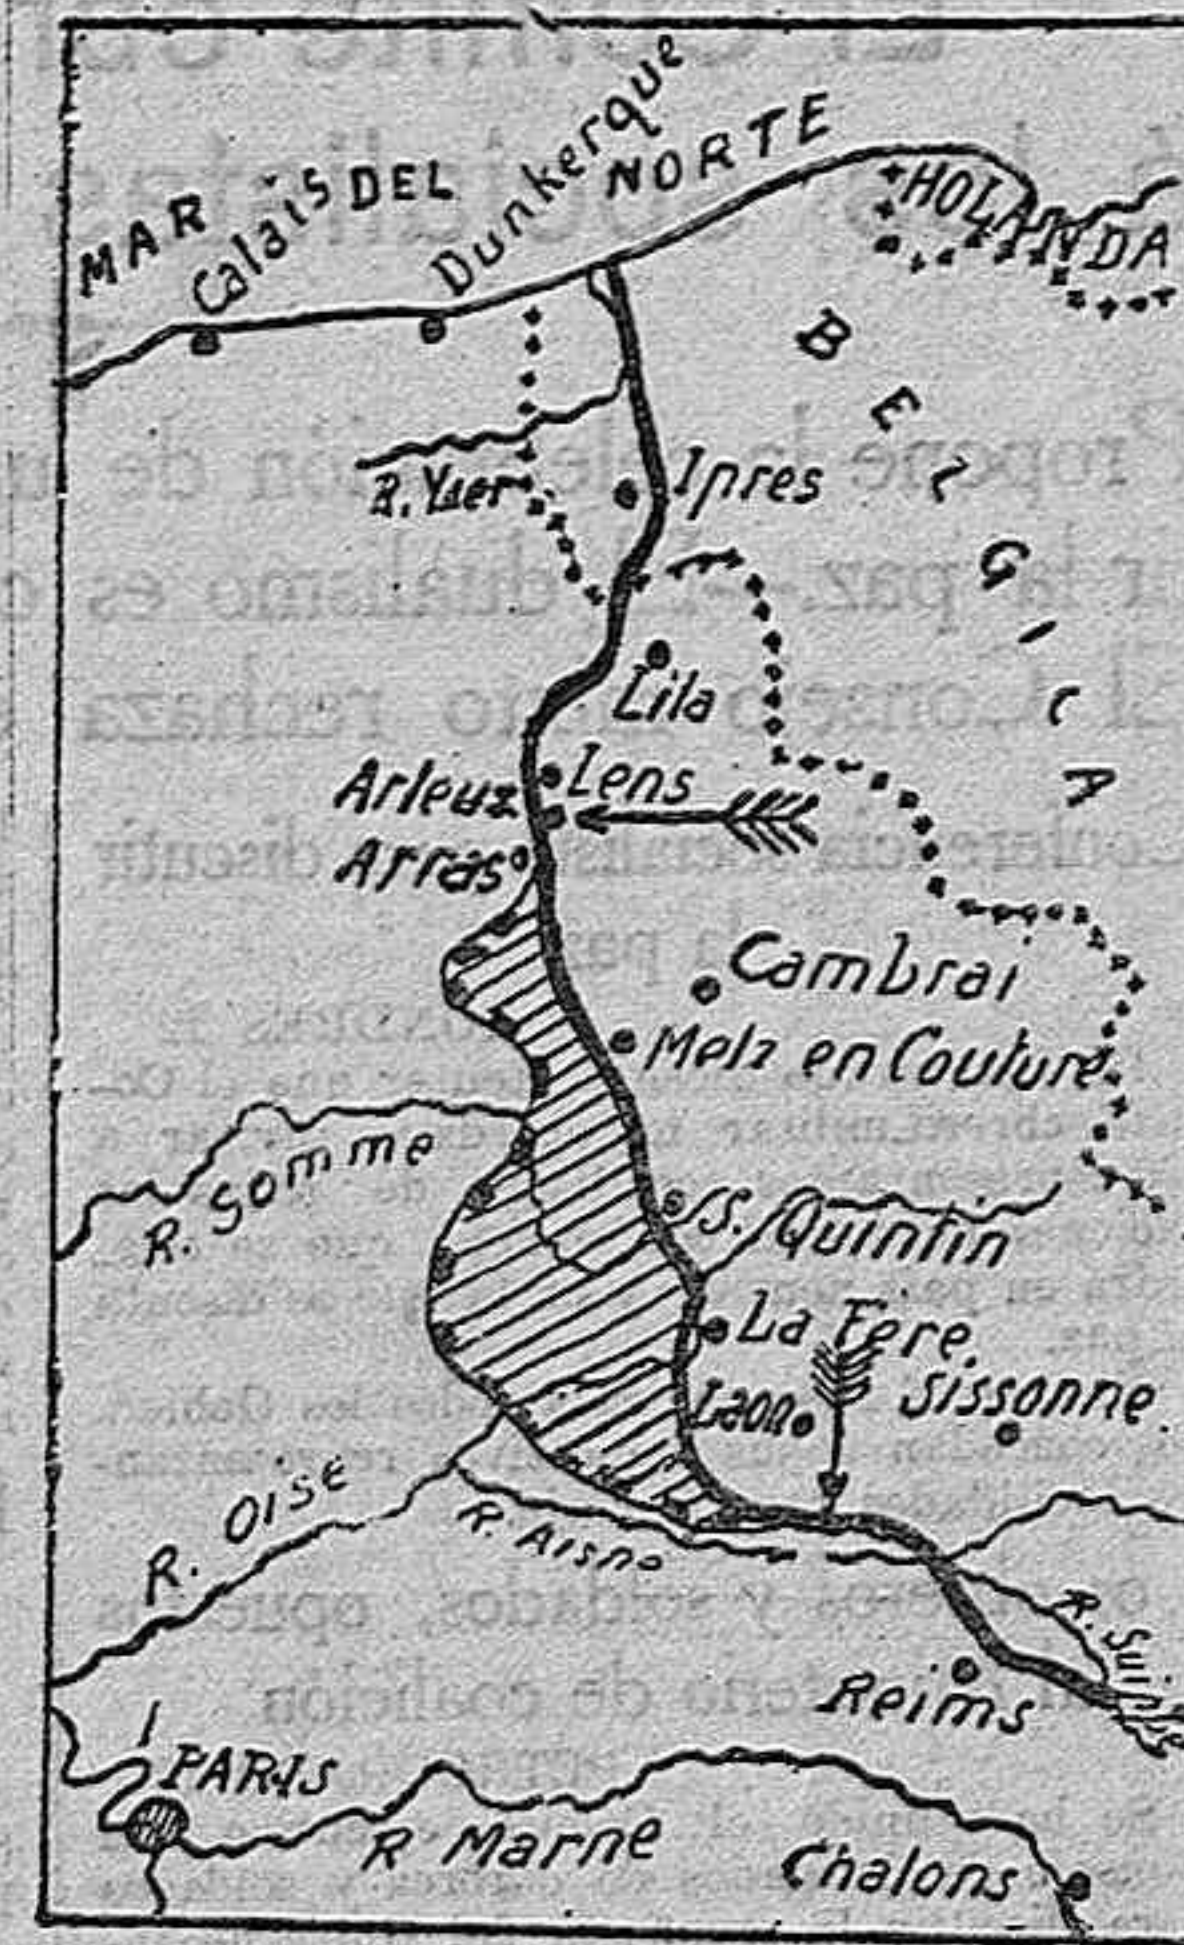 MAR DEL NORTE
Calais
Dunkerque
HOLANDA
BELGICA
R. Yser
Ipres
Lila
Lens
Arleuz
Arras
Cambrai
Metz en Couture
R. Somme
S. Quintin
La Fere
Laon
Sissonne
R. Oise
R. Aisne
R. Suippe
Reims
PARIS
R Marne
Chalons